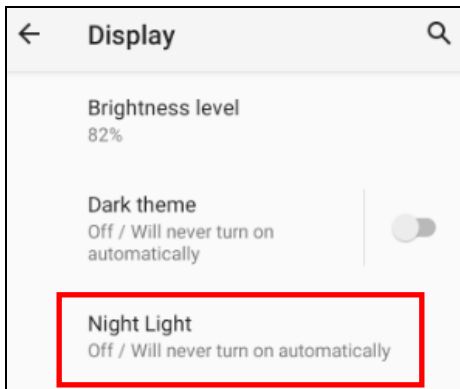 Display
Brightness level
82%
Dark theme
Off / Will never turn on
automatically
Night Light
Off / Will never turn on automatically